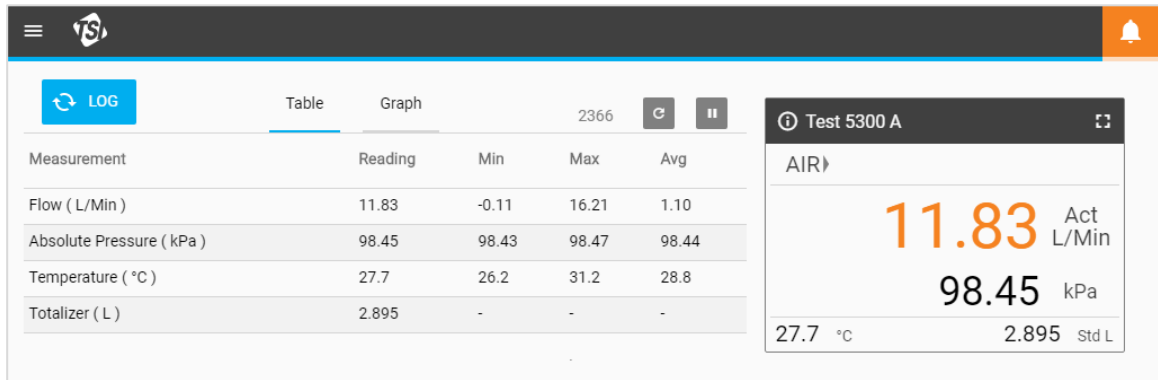 TSI
LOG
Table Graph 2366
Measurement Reading Min Max Avg
Flow ( L/Min ) 11.83 -0.11 16.21 1.10
Absolute Pressure ( kPa ) 98.45 98.43 98.47 98.44
Temperature ( °C ) 27.7 26.2 31.2 28.8
Totalizer ( L ) 2.895 - - -
Test 5300 A
AIR
11.83 Act L/Min
98.45 kPa
27.7 °C 2.895 Std L